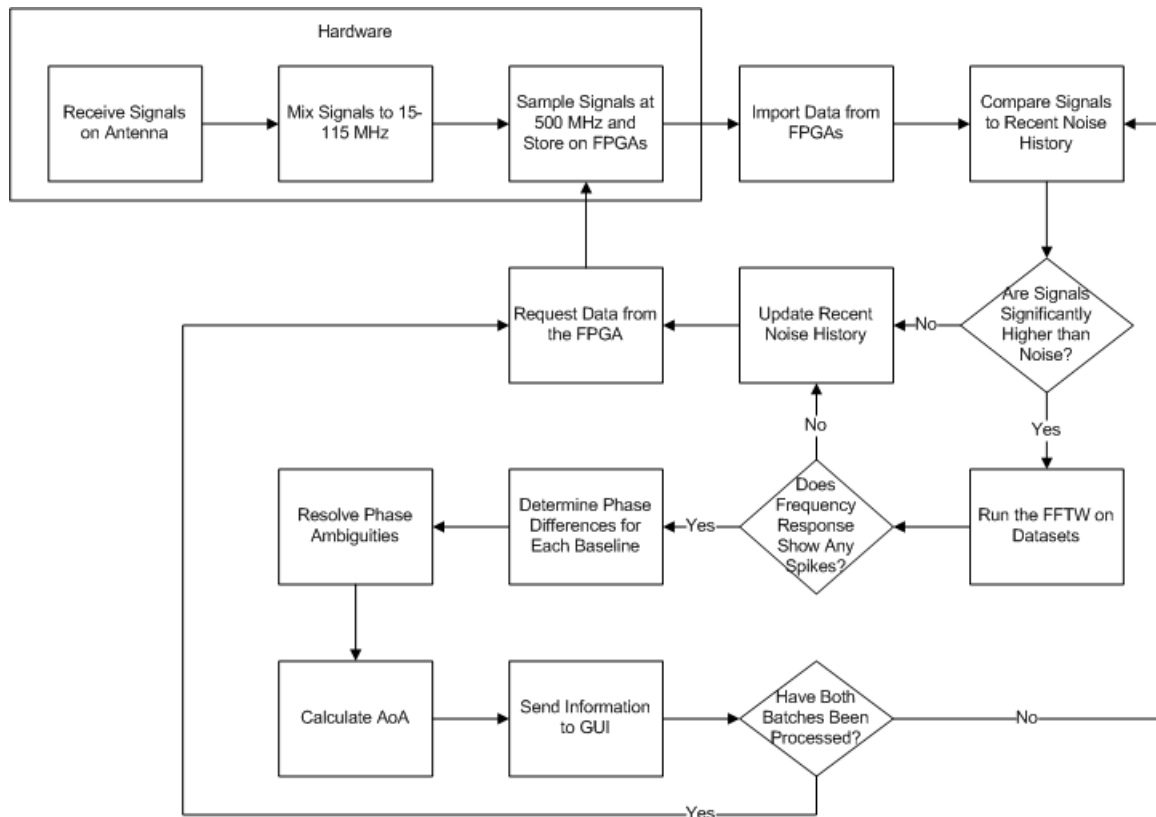 Hardware
Receive Signals
on Antenna
Mix Signals to 15-
115 MHz
Sample Signals at
500 MHz and
Store on FPGAs
Import Data from
FPGAs
Compare Signals
to Recent Noise
History
Request Data from
the FPGA
Update Recent
Noise History
No
Are Signals
Significantly
Higher than
Noise?
Yes
No
Resolve Phase
Ambiguities
Determine Phase
Differences for
Each Baseline
Yes
Does
Frequency
Response
Show Any
Spikes?
Run the FFTW on
Datasets
Calculate AoA
Send Information
to GUI
Have Both
Batches Been
Processed?
No
Yes